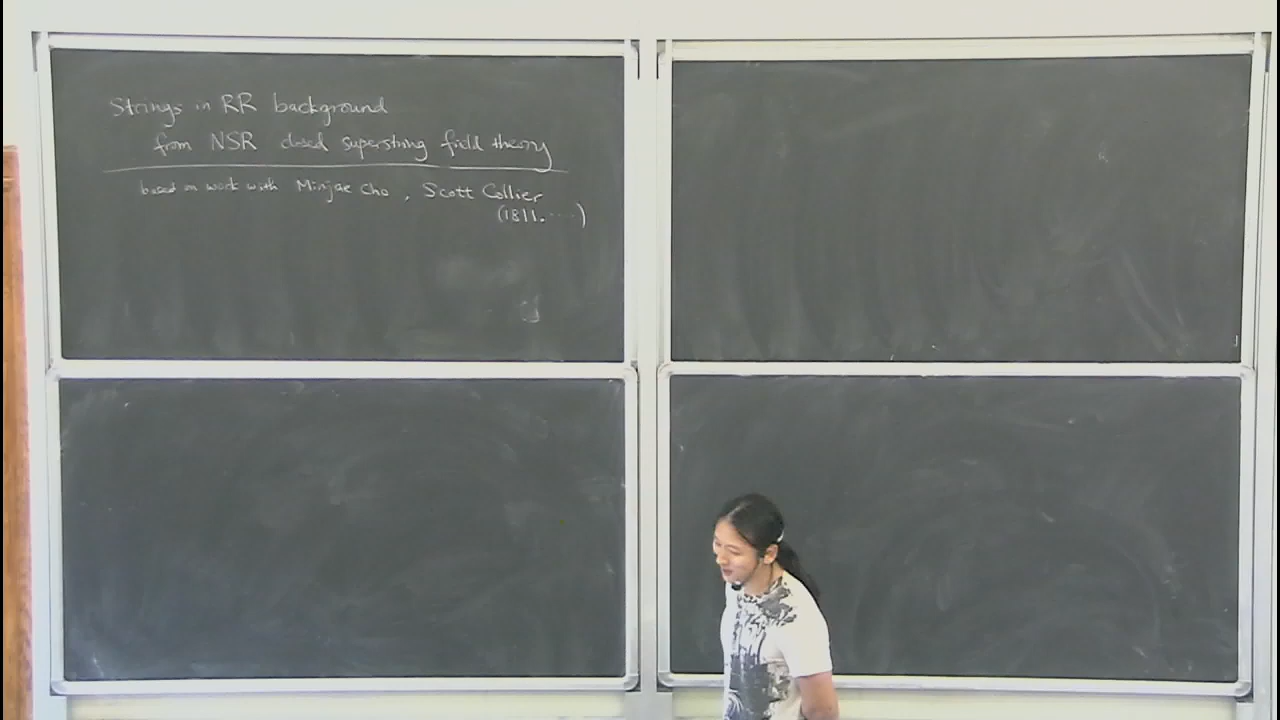 Strings in RR background
from NSR closed superstring field theory
based on work with Minjae Cho, Scott Collier
(1811.....)